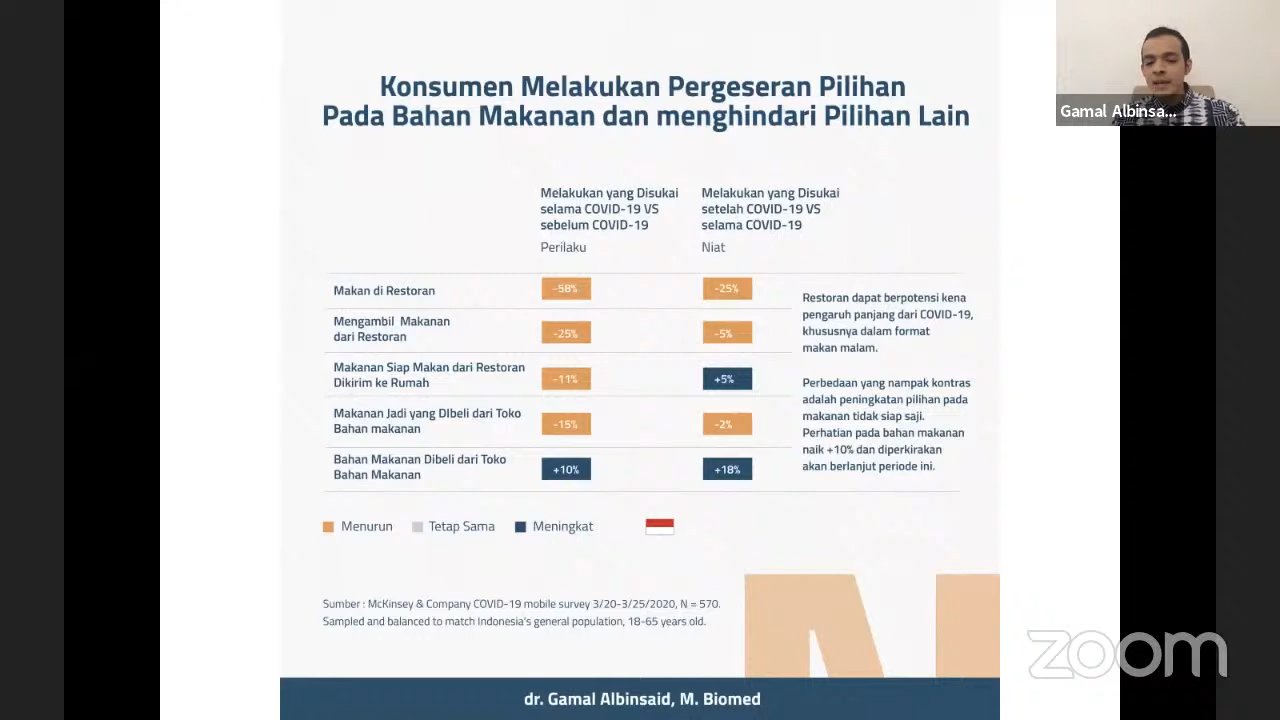 Konsumen Melakukan Pergeseran Pilihan
Pada Bahan Makanan dan menghindari Pilihan Lain
Gamal Albinsa...
Melakukan yang Disukai
selama COVID-19 VS
sebelum COVID-19
Perilaku
Melakukan yang Disukai
setelah COVID-19 VS
selama COVID-19
Niat
Makan di Restoran
-58%
-25%
Mengambil Makanan
dari Restoran
-25%
-5%
Makanan Siap Makan dari Restoran
Dikirim ke Rumah
-11%
+5%
Makanan Jadi yang DIbeli dari Toko
Bahan makanan
-15%
-2%
Bahan Makanan Dibeli dari Toko
Bahan Makanan
+10%
+18%
Restoran dapat berpotensi kena
pengaruh panjang dari COVID-19,
khususnya dalam format
makan malam.
Perbedaan yang nampak kontras
adalah peningkatan pilihan pada
makanan tidak siap saji.
Perhatian pada bahan makanan
naik +10% dan diperkirakan
akan berlanjut periode ini.
Menurun
Tetap Sama
Meningkat
Sumber : McKinsey & Company COVID-19 mobile survey 3/20-3/25/2020, N = 570.
Sampled and balanced to match Indonesia's general population, 18-65 years old.
zoom
dr. Gamal Albinsaid, M. Biomed